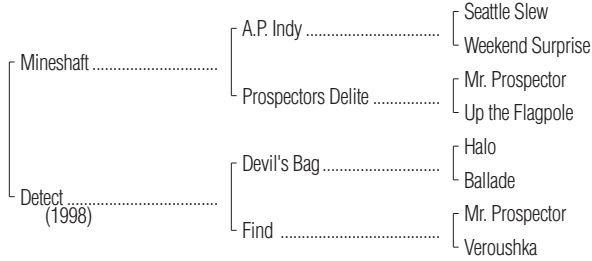 Seattle Slew
A.P. Indy ............................
Weekend Surprise
Mineshaft ..........................
Mr. Prospector
Prospectors Delite ..............
Up the Flagpole
Halo
Devil's Bag ........................
Ballade
Detect ...............................
(1998)
Mr. Prospector
Find .................................
Veroushka